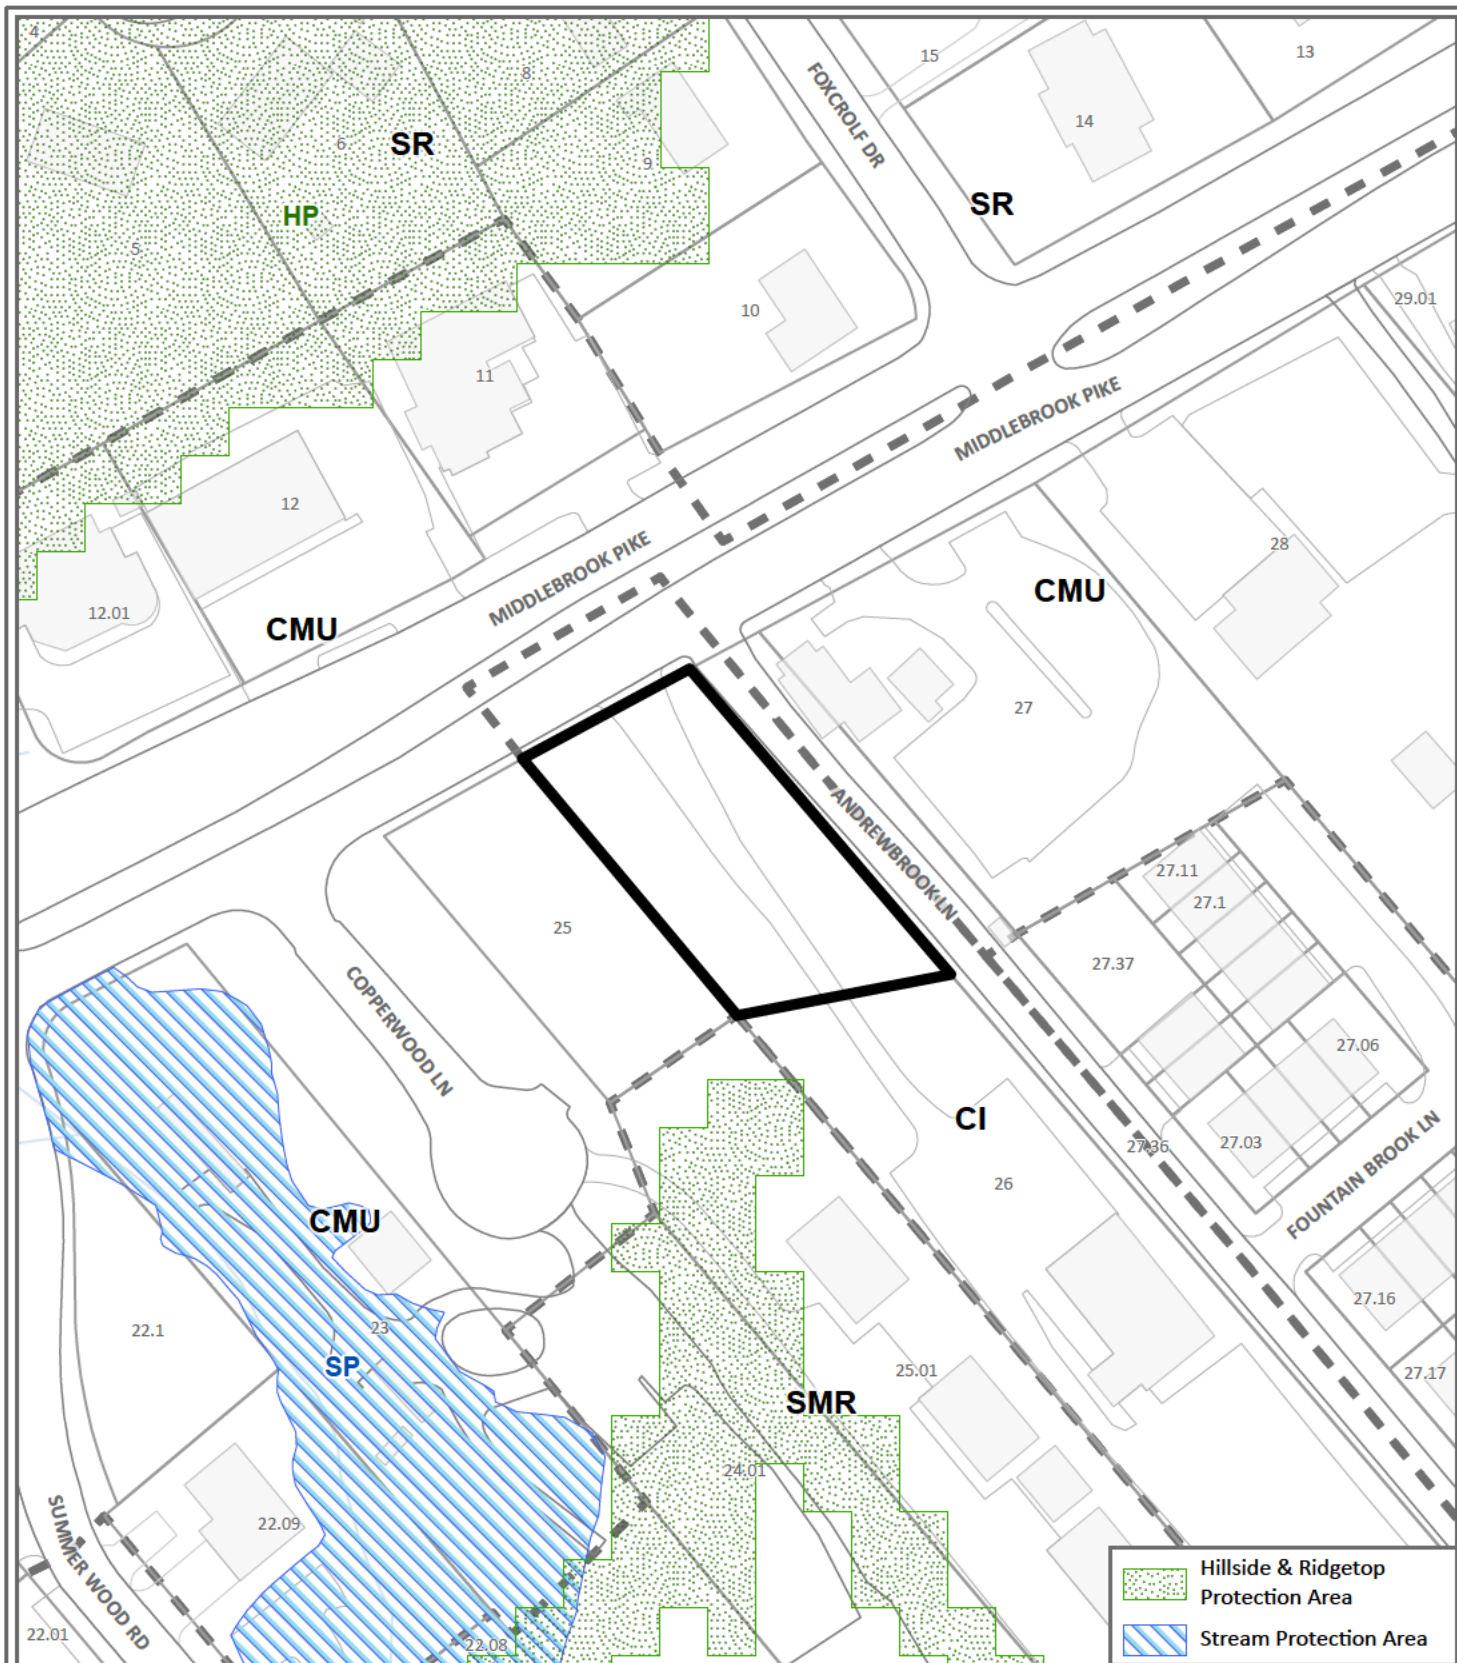 4
15
13
8
FOXCROLF DR
14
6
SR
9
SR
HP
5
29.01
10
11
MIDDLEBROOK PIKE
12
28
MIDDLEBROOK PIKE
CMU
12.01
CMU
27
ANDREWBROOK LN
27.11
27.1
25
27.37
COPPERWOOD LN
27.06
CI
27.36
27.03
26
FOUNTAIN BROOK LN
CMU
27.16
22.1
23
SP
25.01
27.17
SMR
24.01
22.09
SUMMER WOOD RD
22.01
22.08
Hillside & Ridgetop
Protection Area
Stream Protection Area